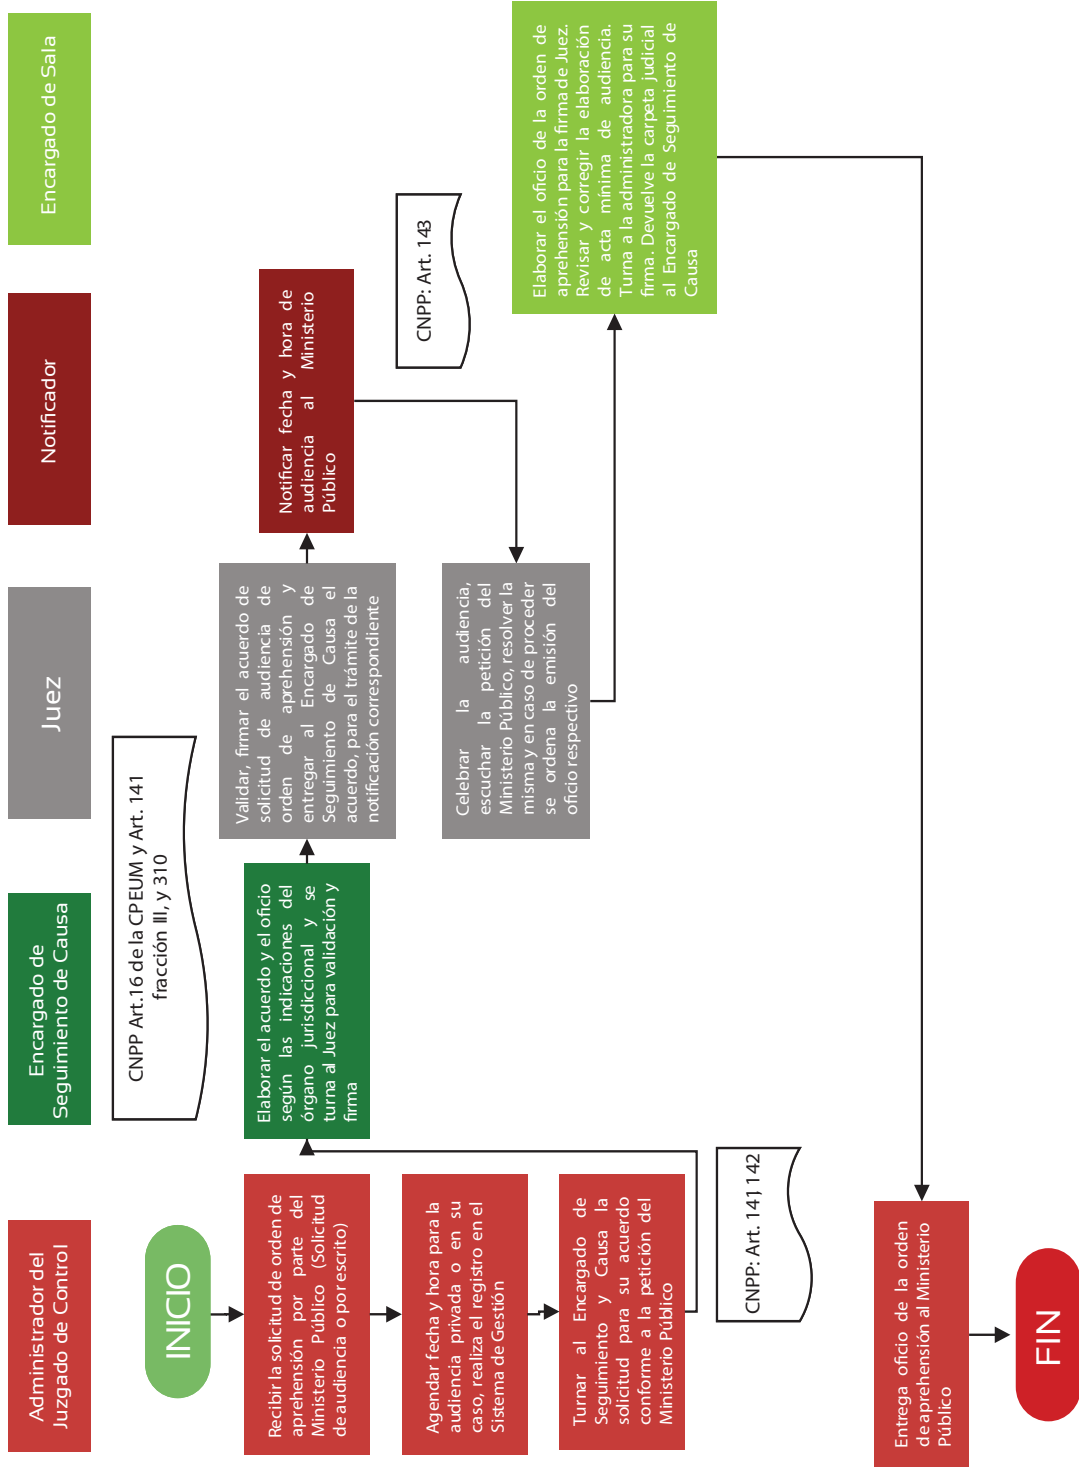 Administrador del
Juzgado de Control
Encargado de
Seguimiento de Causa
Juez
Notificador
Encargado de Sala
INICIO
Recibir la solicitud de orden de
aprehensión por parte del
Ministerio Público (Solicitud
de audiencia o por escrito)
Agendar fecha y hora para la
audiencia privada o en su
caso, realiza el registro en el
Sistema de Gestión
Turnar al Encargado de
Seguimiento y Causa la
solicitud para su acuerdo
conforme a la petición del
Ministerio Público
CNPP: Art. 141, 142
CNPP Art.16 de la CPEUM y Art. 141
fracción III, y 310
Elaborar el acuerdo y el oficio
según las indicaciones del
órgano jurisdiccional y se
turna al Juez para validación y
firma
Validar, firmar el acuerdo de
solicitud de audiencia de
orden de aprehensión y
entregar al Encargado de
Seguimiento de Causa el
acuerdo, para el trámite de la
notificación correspondiente
Notificar fecha y hora de
audiencia al Ministerio
Público
CNPP: Art. 143
Celebrar la audiencia,
escuchar la petición del
Ministerio Público, resolver la
misma y en caso de proceder
se ordena la emisión del
oficio respectivo
Elaborar el oficio de la orden de
aprehensión para la firma de Juez.
Revisar y corregir la elaboración
de acta mínima de audiencia.
Turna a la administradora para su
firma. Devuelve la carpeta judicial
al Encargado de Seguimiento de
Causa
Entrega oficio de la orden
de aprehensión al Ministerio
Público
FIN